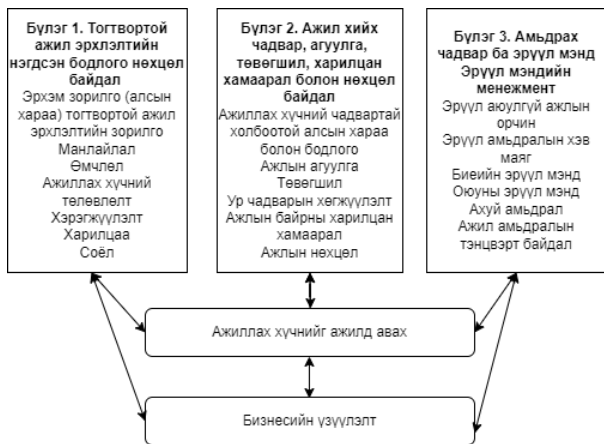 Бүлэг 1. Тогтвортой
ажил эрхлэлтийн
нэгдсэн бодлого нөхцөл
байдал
Эрхэм зорилго (алсын
хараа) тогтвортой ажил
эрхлэлтийн зорилго
Манлайлал
Өмчлөл
Ажиллах хүчний
төлөвлөлт
Хэрэгжүүлэлт
Харилцаа
Соёл
Бүлэг 2. Ажил хийх
чадвар, агуулга,
төвөгшил, харилцан
хамаарал болон нөхцөл
байдал
Ажиллах хүчний чадвартай
холбоотой алсын хараа
болон бодлого
Ажлын агуулга
Төвөгшил
Ур чадварын хөгжүүлэлт
Ажлын байрны харилцан
хамаарал
Ажлын нөхцөл
Бүлэг 3. Амьдрах
чадвар ба эрүүл мэнд
Эрүүл мэндийн
менежмент
Эрүүл аюулгүй ажлын
орчин
Эрүүл амьдралын хэв
маяг
Биеийн эрүүл мэнд
Оюуны эрүүл мэнд
Ахуй амьдрал
Ажил амьдралын
тэнцвэрт байдал
Ажиллах хүчнийг ажилд авах
Бизнесийн үзүүлэлт